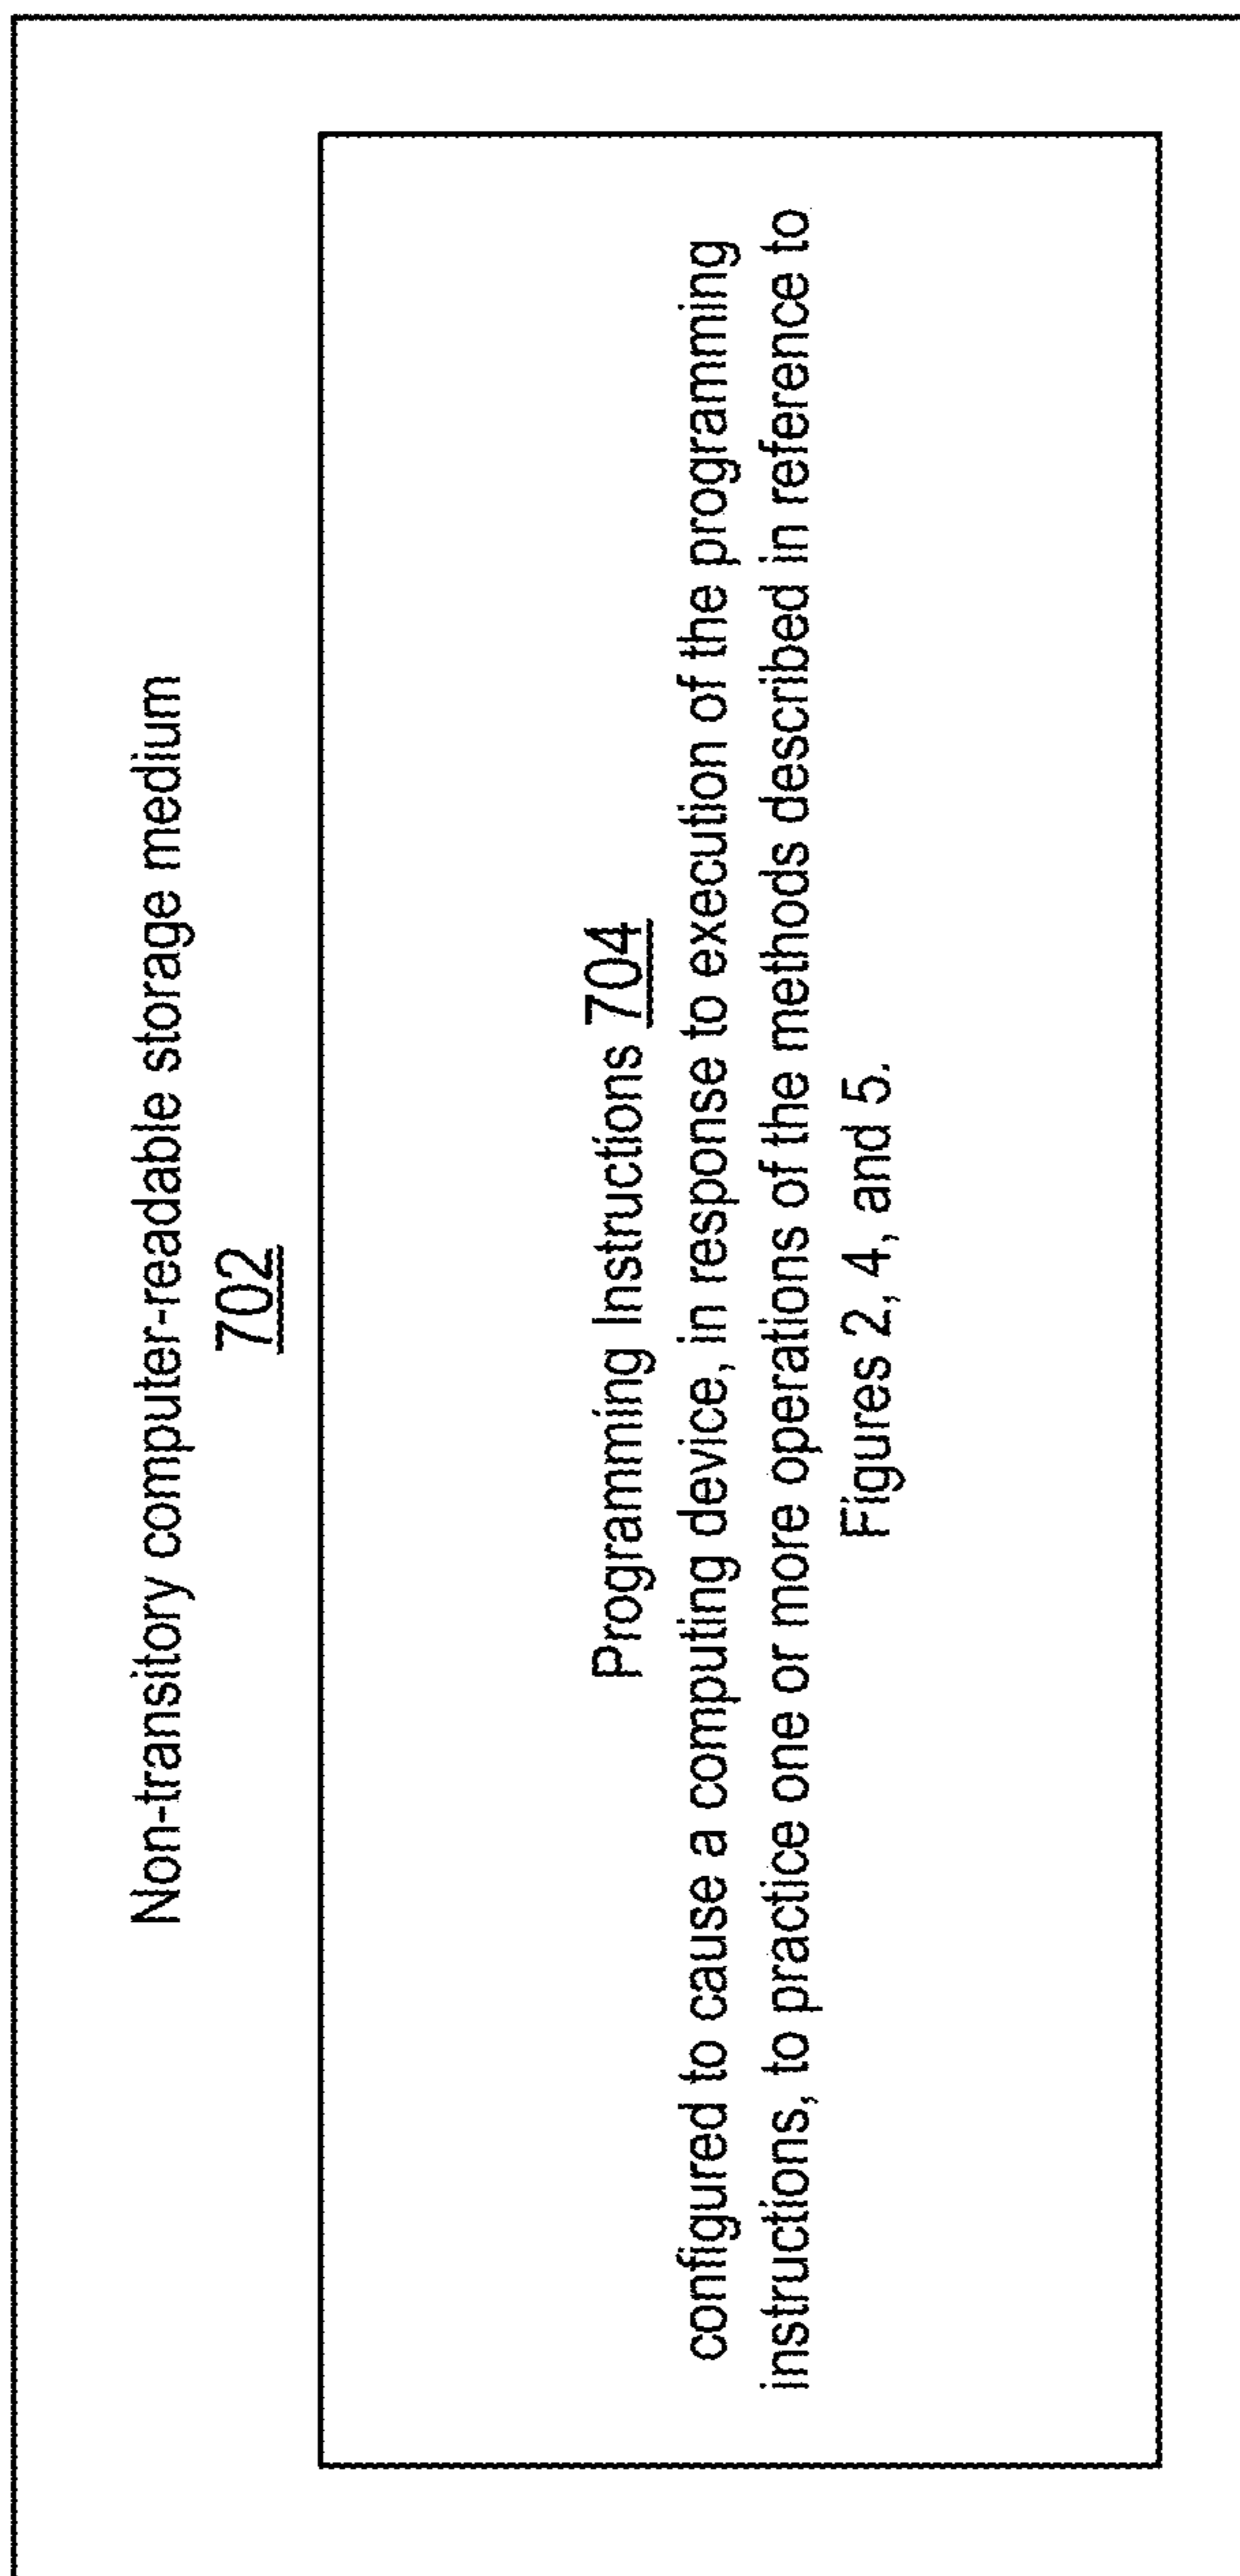 Non-transitory computer-readable storage medium
702
Programming Instructions 704
configured to cause a computing device, in response to execution of the programming
instructions, to practice one or more operations of the methods described in reference to
Figures 2, 4, and 5.